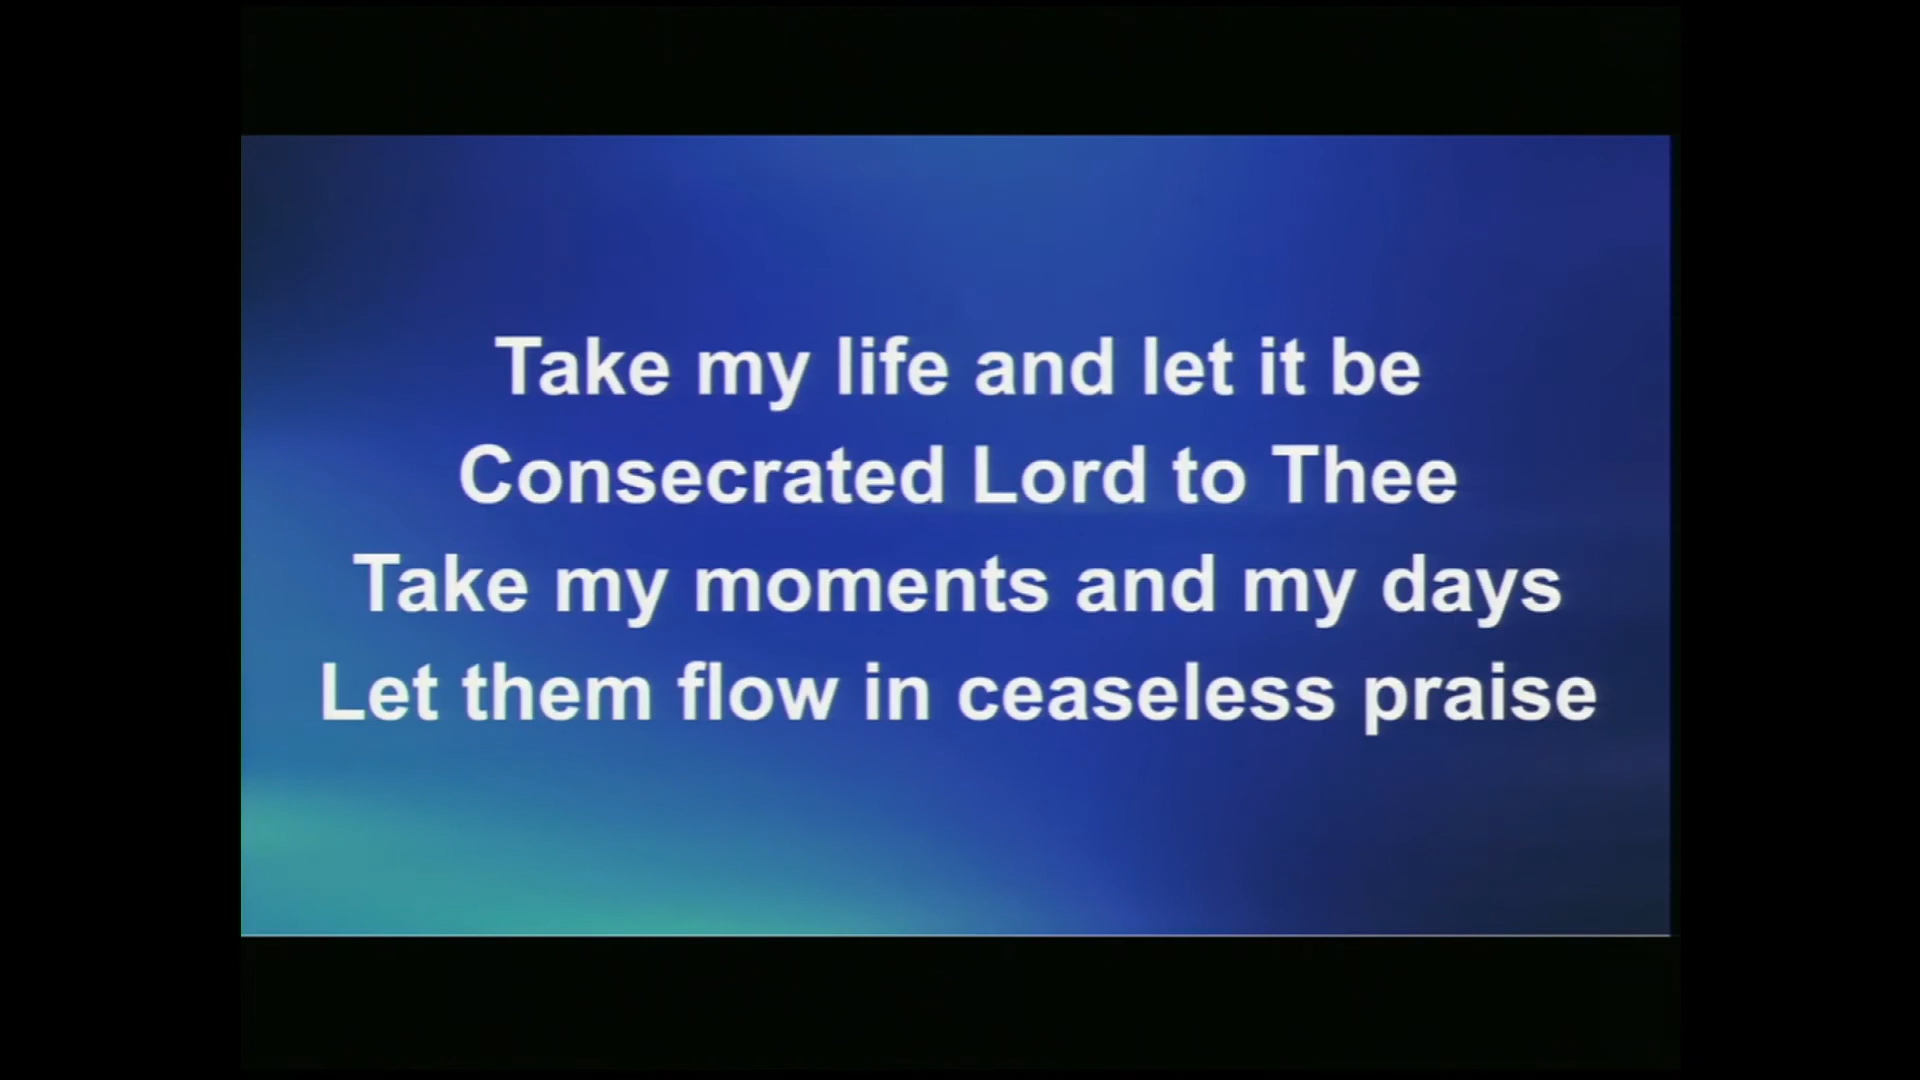 Take my life and let it be
Consecrated Lord to Thee
Take my moments and my days
Let them flow in ceaseless praise